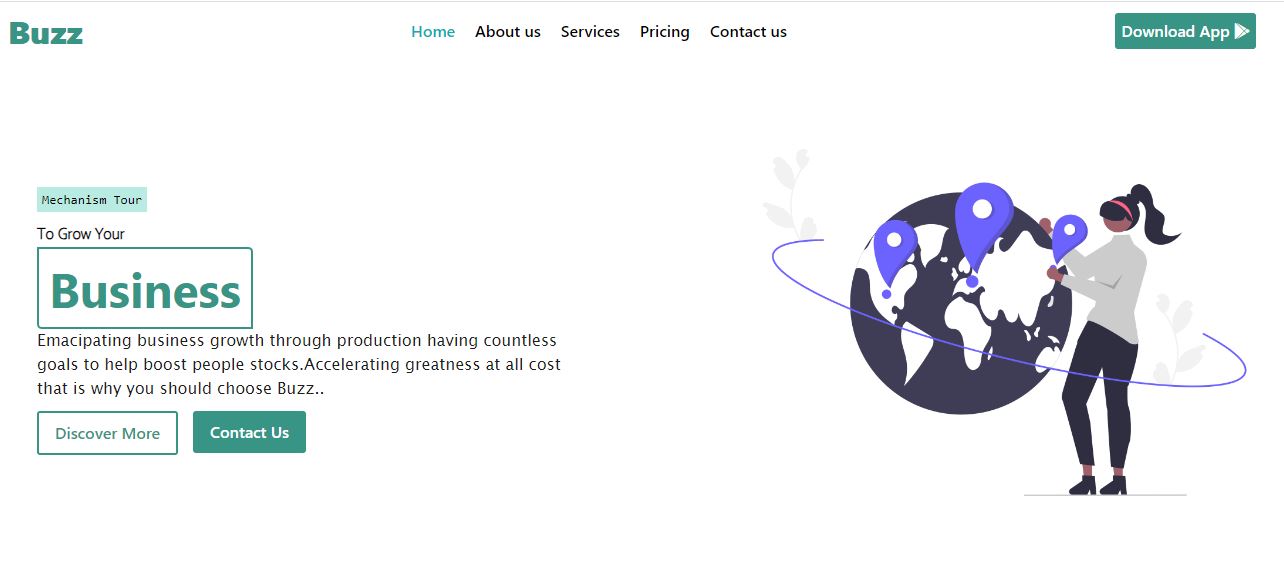 Buzz
Home About us Services Pricing Contact us
Download App
Mechanism Tour
To Grow Your
Business
Emacipating business growth through production having countless
goals to help boost people stocks.Accelerating greatness at all cost
that is why you should choose Buzz..
Discover More
Contact Us